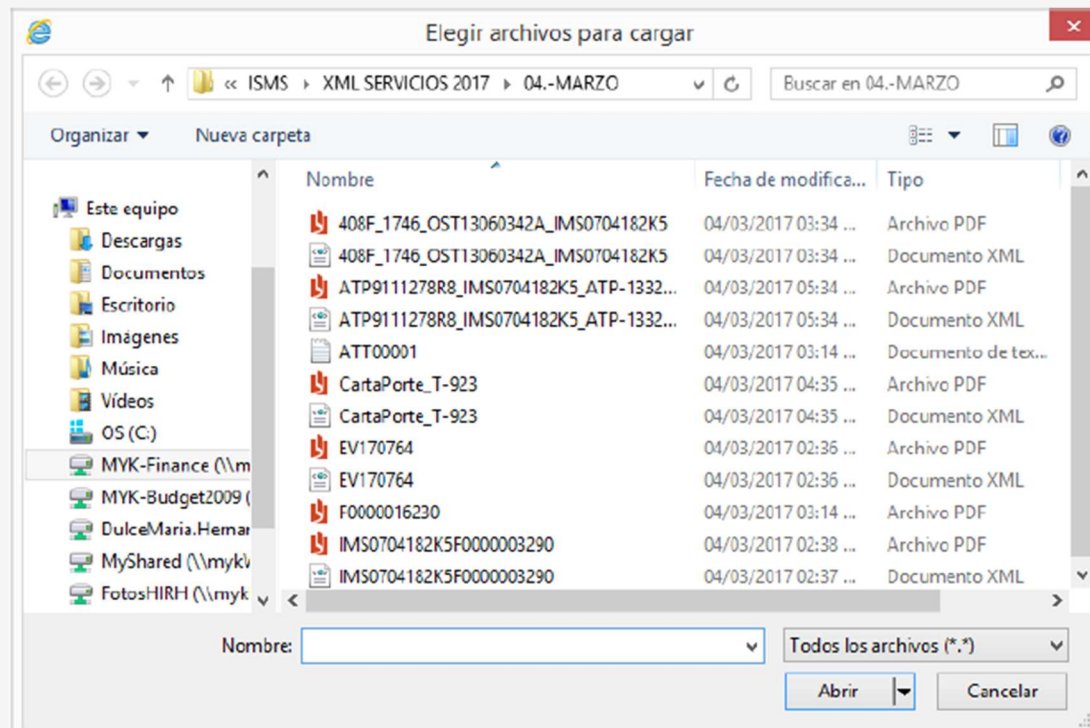 Elegir archivos para cargar
« ISMS XML SERVICIOS 2017 04.-MARZO Buscar en 04.-MARZO
Organizar Nueva carpeta
Nombre Fecha de modifica... Tipo
Este equipo
Descargas
Documentos
Escritorio
Imágenes
Música
Vídeos
OS (C:)
MYK-Finance (\\m
MYK-Budget2009 (
DulceMaria.Hernar
MyShared (\\mykv
FotosHIRH (\\myk
408F_1746_OST13060342A_IMS0704182K5 04/03/2017 03:34 ... Archivo PDF
408F_1746_OST13060342A_IMS0704182K5 04/03/2017 03:34 ... Documento XML
ATP9111278R8_IMS0704182K5_ATP-1332... 04/03/2017 05:34 ... Archivo PDF
ATP9111278R8_IMS0704182K5_ATP-1332... 04/03/2017 05:34 ... Documento XML
ATT00001 04/03/2017 03:14 ... Documento de tex...
CartaPorte_T-923 04/03/2017 04:35 ... Archivo PDF
CartaPorte_T-923 04/03/2017 04:35 ... Documento XML
EV170764 04/03/2017 02:36 ... Archivo PDF
EV170764 04/03/2017 02:36 ... Documento XML
F0000016230 04/03/2017 03:14 ... Archivo PDF
IMS0704182K5F0000003290 04/03/2017 02:38 ... Archivo PDF
IMS0704182K5F0000003290 04/03/2017 02:37 ... Documento XML
Nombre: Todos los archivos (*.*)
Abrir Cancelar